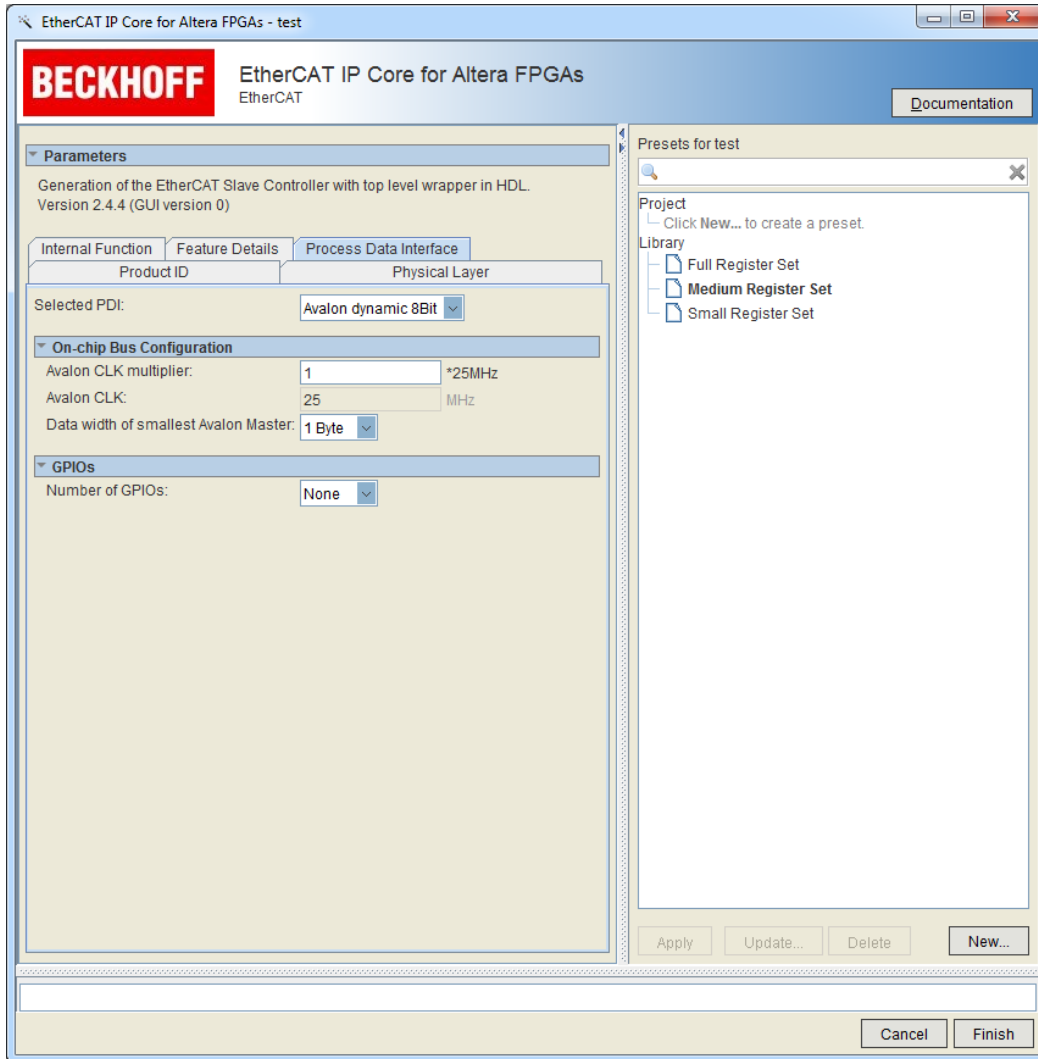 EtherCAT IP Core for Altera FPGAs - test
BECKHOFF
EtherCAT IP Core for Altera FPGAs
EtherCAT
Documentation
Parameters
Generation of the EtherCAT Slave Controller with top level wrapper in HDL.
Version 2.4.4 (GUI version 0)
Internal Function Feature Details Process Data Interface
Product ID Physical Layer
Selected PDI: Avalon dynamic 8Bit
On-chip Bus Configuration
Avalon CLK multiplier: 1 *25MHz
Avalon CLK: 25 MHz
Data width of smallest Avalon Master: 1 Byte
GPIOs
Number of GPIOs: None
Presets for test
Project
Click New... to create a preset.
Library
Full Register Set
Medium Register Set
Small Register Set
Apply Update... Delete New...
Cancel Finish